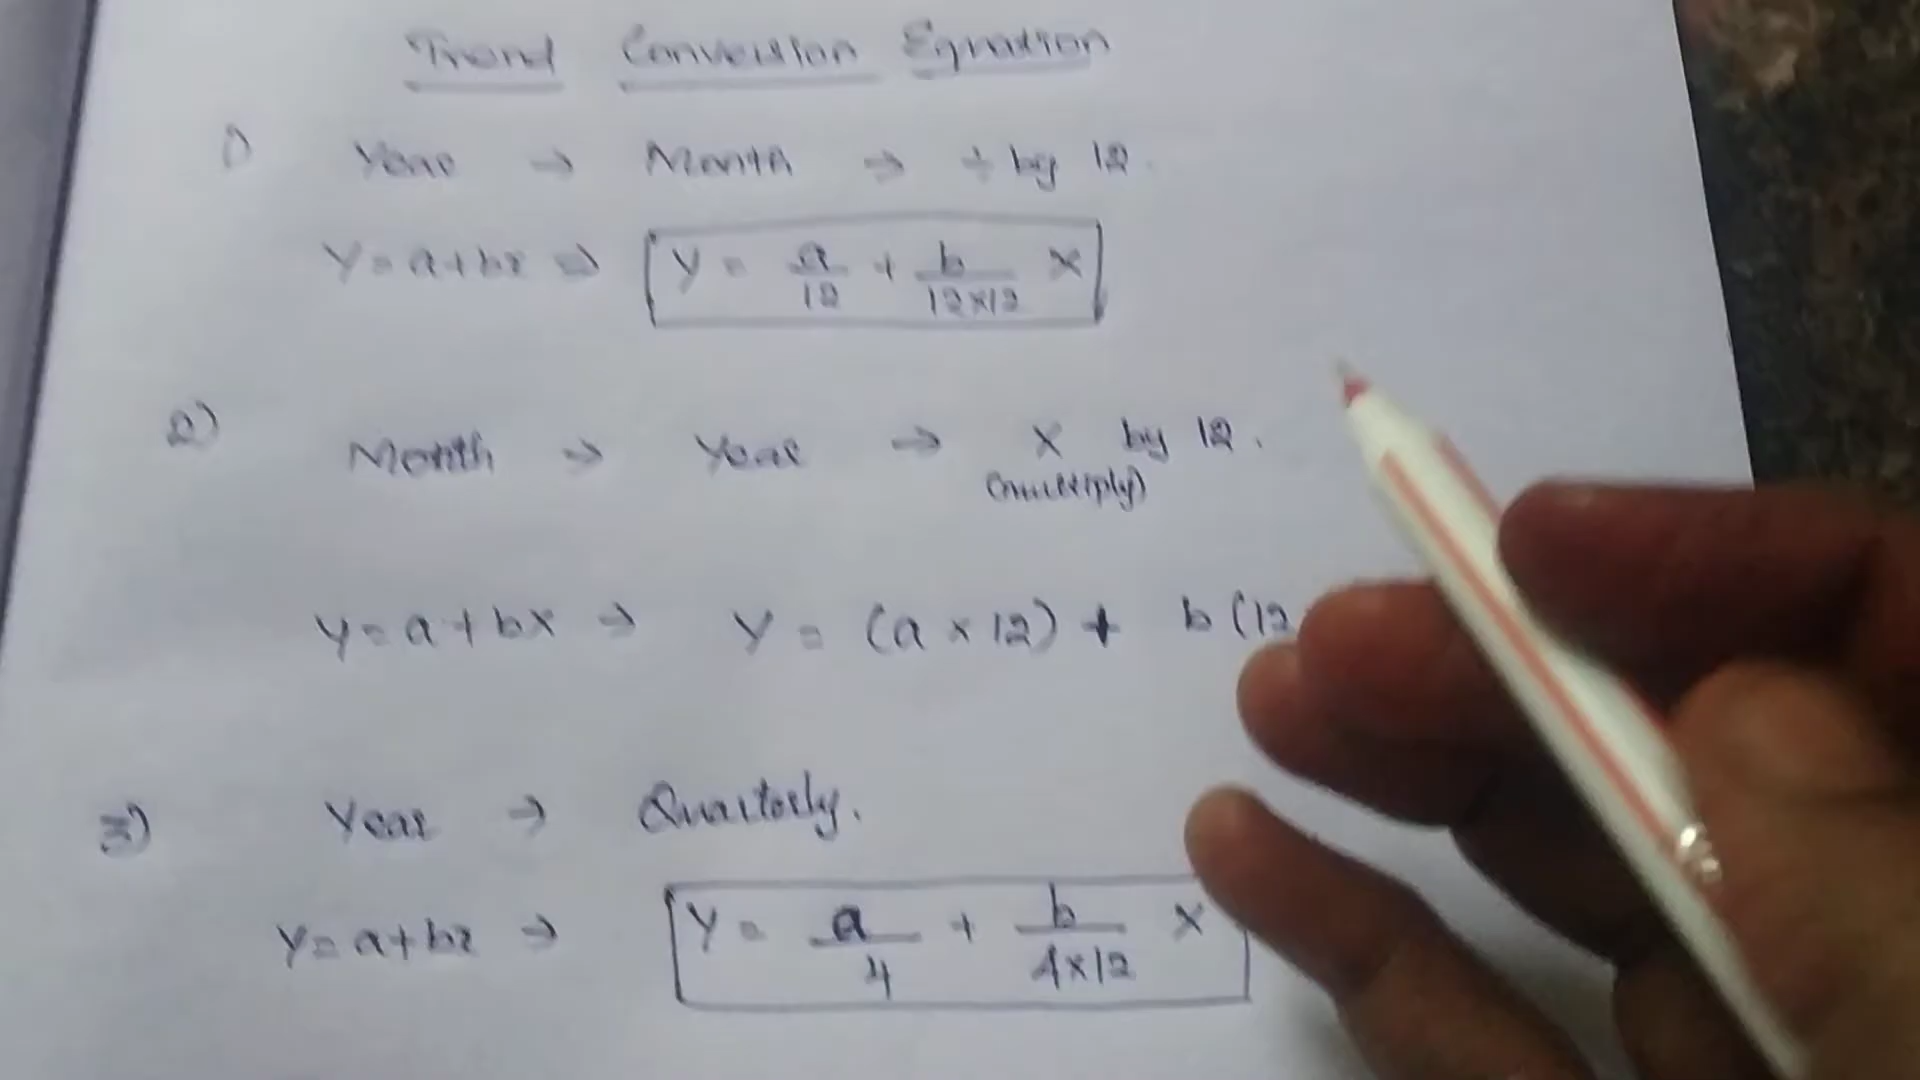 Trend Conversion Equation
1) Year → Month → ÷ by 12.
Y = a + bx ⇒ Y = a/12 + b/12×12 X
2) Month → Year → X by 12.
(multiply)
y = a + bx → Y = (a × 12) + b (12
3) Year → Quarterly.
Y = a + bx → Y = a/4 + b/4×12 X